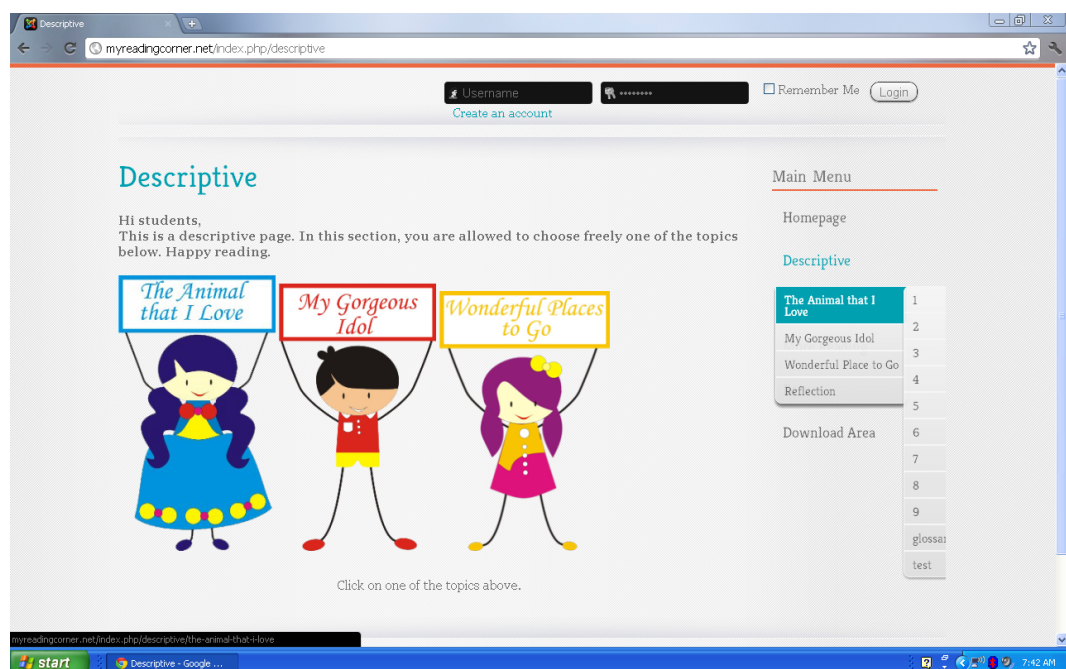 Descriptive
myreadingcorner.net/index.php/descriptive
Username
Remember Me
Login
Create an account
Descriptive
Hi students,
This is a descriptive page. In this section, you are allowed to choose freely one of the topics
below. Happy reading.
The Animal
that I Love
My Gorgeous
Idol
Wonderful Places
to Go
Click on one of the topics above.
Main Menu
Homepage
Descriptive
The Animal that I
Love
My Gorgeous Idol
Wonderful Place to Go
Reflection
Download Area
1
2
3
4
5
6
7
8
9
glossar
test
myreadingcorner.net/index.php/descriptive/the-animal-that-i-love
start
Descriptive - Google ...
7:42 AM